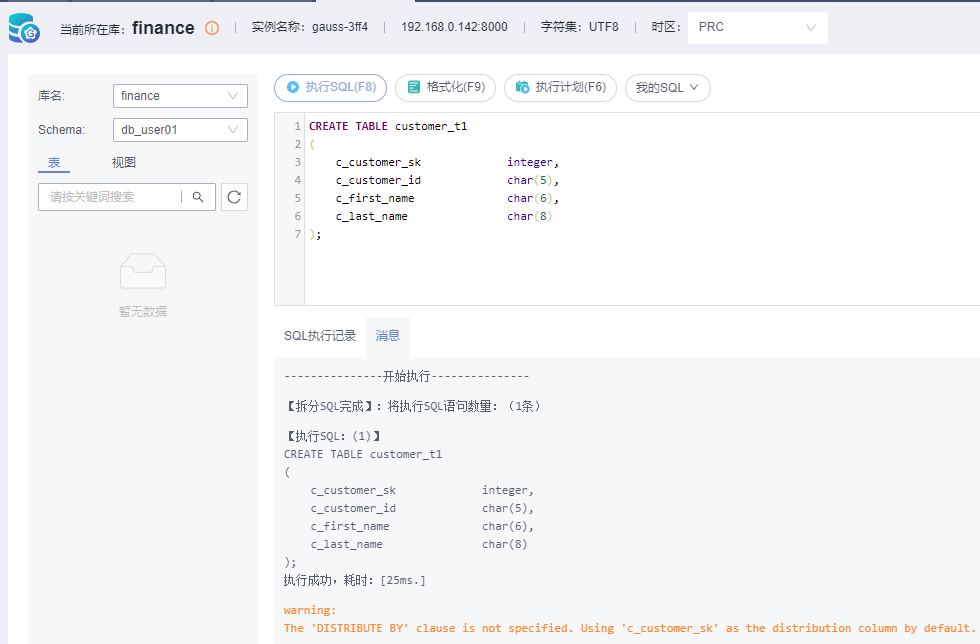 当前所在库: finance 实例名称: gauss-3ff4 192.168.0.142:8000 字符集: UTF8 时区: PRC
库名: finance
Schema: db_user01
表 视图
请按关键词搜索
暂无数据
执行SQL(F8) 格式化(F9) 执行计划(F6) 我的SQL
1 CREATE TABLE customer_t1
2 (
3 c_customer_sk integer,
4 c_customer_id char(5),
5 c_first_name char(6),
6 c_last_name char(8)
7 );
SQL执行记录 消息
---------------开始执行---------------
【拆分SQL完成】: 将执行SQL语句数量: (1条)
【执行SQL: (1)】
CREATE TABLE customer_t1
(
c_customer_sk integer,
c_customer_id char(5),
c_first_name char(6),
c_last_name char(8)
);
执行成功, 耗时: [25ms.]
warning:
The 'DISTRIBUTE BY' clause is not specified. Using 'c_customer_sk' as the distribution column by default.